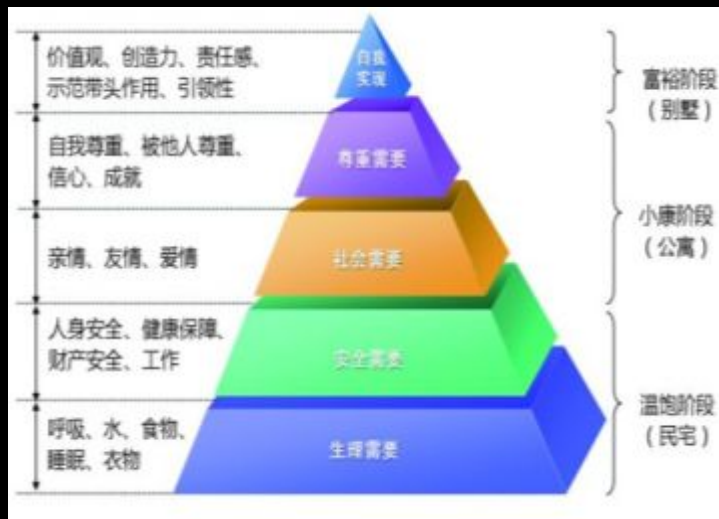 价值观、创造力、责任感、
示范带头作用、引领性
自我
实现
富裕阶段
（别墅）
自我尊重、被他人尊重、
信心、成就
尊重需要
亲情、友情、爱情
社会需要
小康阶段
（公寓）
人身安全、健康保障、
财产安全、工作
安全需要
呼吸、水、食物、
睡眠、衣物
生理需要
温饱阶段
（民宅）